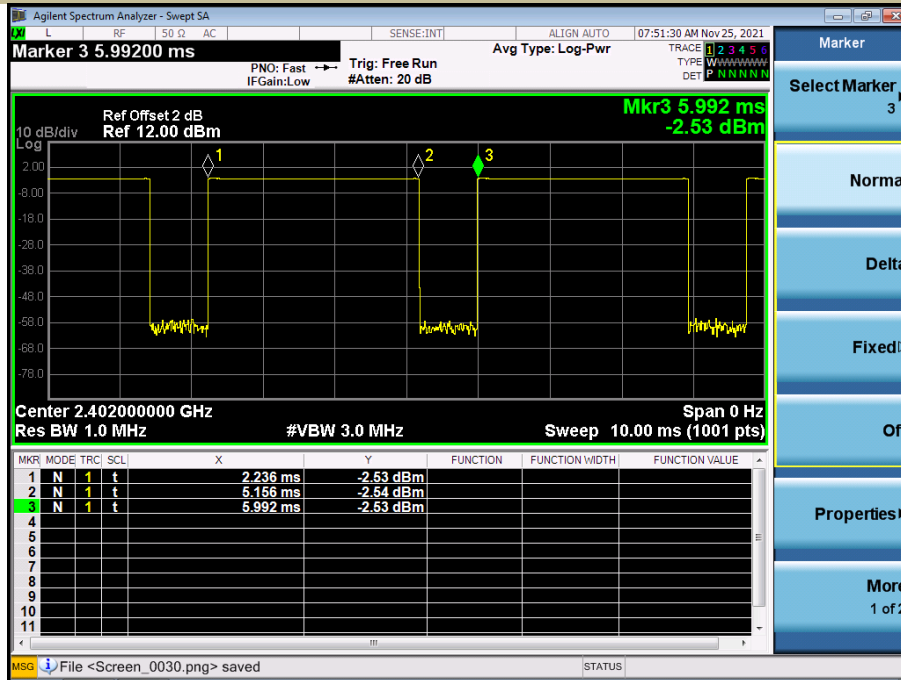 Agilent Spectrum Analyzer - Swept SA
LXI L RF 50 Ω AC SENSE:INT ALIGN AUTO 07:51:30 AM Nov 25, 2021
Marker 3 5.99200 ms
Avg Type: Log-Pwr
TRACE 1 2 3 4 5 6
PNO: Fast
Trig: Free Run
TYPE WWWWWW
IFGain:Low
#Atten: 20 dB
DET P N N N N N
Mkr3 5.992 ms
-2.53 dBm
Ref Offset 2 dB
10 dB/div Ref 12.00 dBm
Log
1 2 3
2.00
-8.00
-18.0
-28.0
-38.0
-48.0
-58.0
-68.0
-78.0
Center 2.402000000 GHz Span 0 Hz
Res BW 1.0 MHz #VBW 3.0 MHz Sweep 10.00 ms (1001 pts)
MKR MODE TRC SCL X Y FUNCTION FUNCTION WIDTH FUNCTION VALUE
1 N 1 t 2.236 ms -2.53 dBm
2 N 1 t 5.156 ms -2.54 dBm
3 N 1 t 5.992 ms -2.53 dBm
4
5
6
7
8
9
10
11
MSG File <Screen_0030.png> saved STATUS
Marker
Select Marker
3
Norma
Delta
Fixed
Of
Properties
More
1 of 2